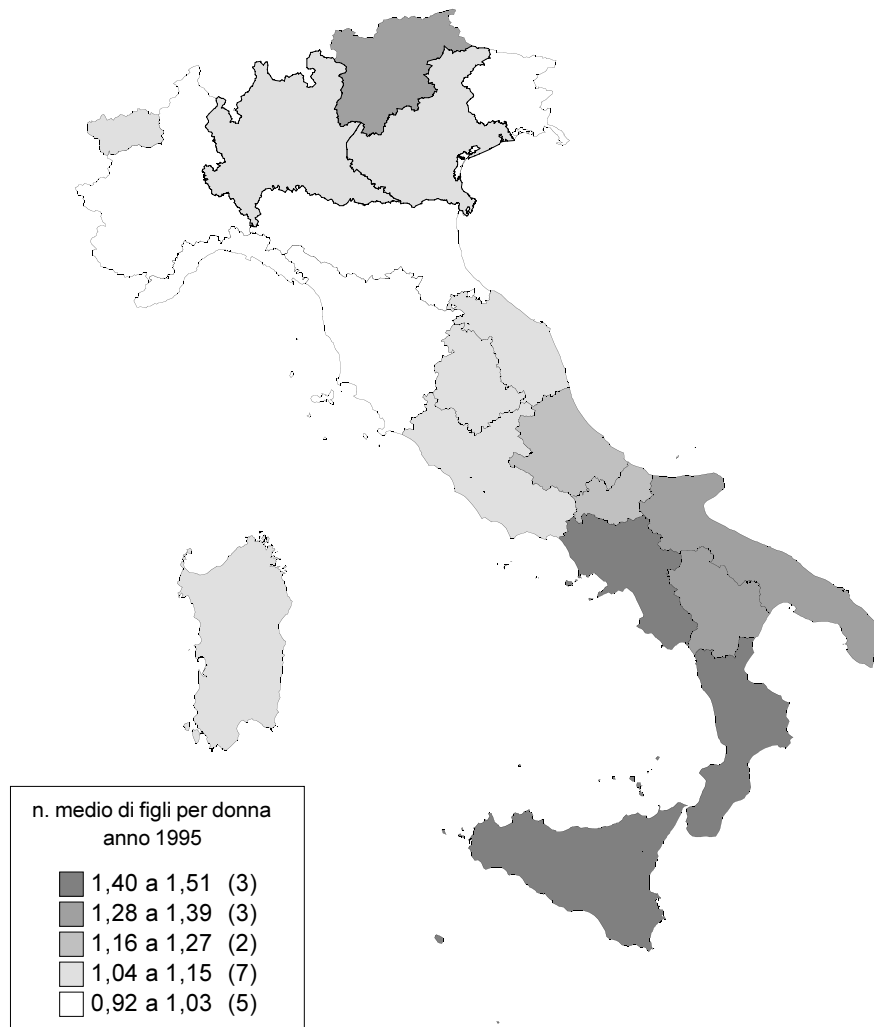 n. medio di figli per donna
anno 1995
1,40 a 1,51 (3)
1,28 a 1,39 (3)
1,16 a 1,27 (2)
1,04 a 1,15 (7)
0,92 a 1,03 (5)